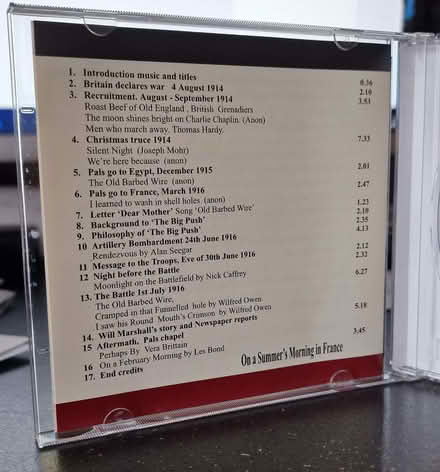 1. Introduction music and titles 0.36
2. Britain declares war 4 August 1914 2.10
3. Recruitment. August - September 1914 3.53
Roast Beef of Old England , British Grenadiers
The moon shines bright on Charlie Chaplin. (Anon)
Men who march away. Thomas Hardy.
4. Christmas truce 1914 7.33
Silent Night (Joseph Mohr)
We're here because (anon)
5. Pals go to Egypt, December 1915 2.01
The Old Barbed Wire (anon)
6. Pals go to France, March 1916 2.47
I learned to wash in shell holes (anon)
7. Letter 'Dear Mother' Song 'Old Barbed Wire' 1.23
8. Background to 'The Big Push' 2.10
9. Philosophy of 'The Big Push' 2.35
10 Artillery Bombardment 24th June 1916 4.13
Rendezvous by Alan Seegar
11 Message to the Troops, Eve of 30th June 1916 2.12
12 Night before the Battle 2.32
Moonlight on the Battlefield by Nick Caffrey
13. The Battle 1st July 1916 6.27
The Old Barbed Wire,
Cramped in that Funnelled hole by Wilfred Owen
I saw his Round Mouth's Crimson by Wilfred Owen
14. Will Marshall's story and Newspaper reports 5.18
15 Aftermath. Pals chapel
Perhaps By Vera Brittain
16 On a February Morning by Les Bond 3.45
17. End credits
On a Summer's Morning in France